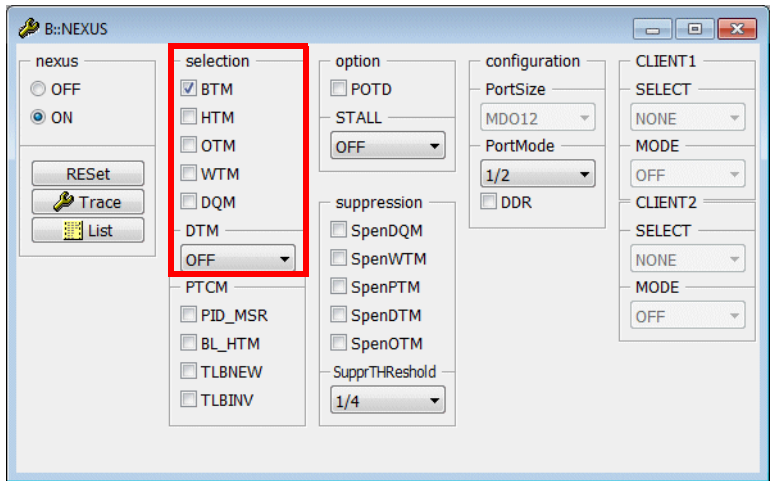 B::NEXUS
nexus
OFF
ON
RESet
Trace
List
selection
BTM
HTM
OTM
WTM
DQM
DTM
OFF
PTCM
PID_MSR
BL_HTM
TLBNEW
TLBINV
option
POTD
STALL
OFF
suppression
SpenDQM
SpenWTM
SpenPTM
SpenDTM
SpenOTM
SupprTHReshold
1/4
configuration
PortSize
MDO12
PortMode
1/2
DDR
CLIENT1
SELECT
NONE
MODE
OFF
CLIENT2
SELECT
NONE
MODE
OFF